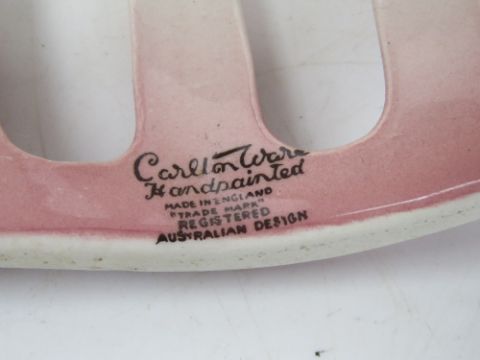 Carlton Ware
Handpainted
MADE IN ENGLAND
"TRADE MARK"
REGISTERED
AUSTRALIAN DESIGN